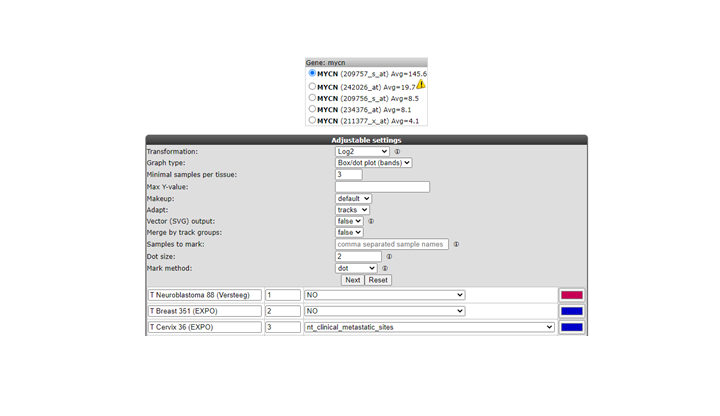 Gene: mycn
MYCN (209757_s_at) Avg=145.6
MYCN (242026_at) Avg=19.7
MYCN (209756_s_at) Avg=8.5
MYCN (234376_at) Avg=8.1
MYCN (211377_x_at) Avg=4.1
Adjustable settings
Transformation: Log2
Graph type: Box/dot plot (bands)
Minimal samples per tissue: 3
Max Y-value:
Makeup: default
Adapt: tracks
Vector (SVG) output: false
Merge by track groups: false
Samples to mark: comma separated sample names
Dot size: 2
Mark method: dot
Next Reset
T Neuroblastoma 88 (Versteeg) 1 NO
T Breast 351 (EXPO) 2 NO
T Cervix 36 (EXPO) 3 nt_clinical_metastatic_sites